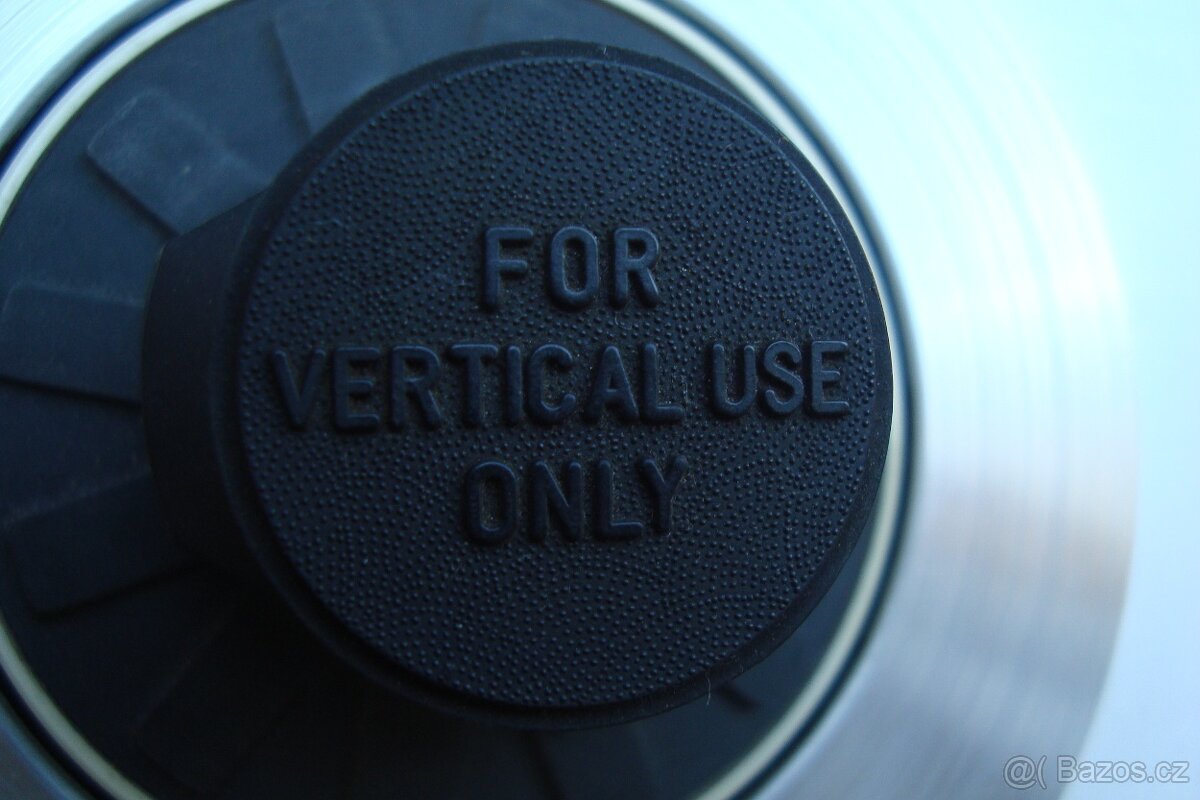 FOR
VERTICAL USE
ONLY
@( Bazos.cz